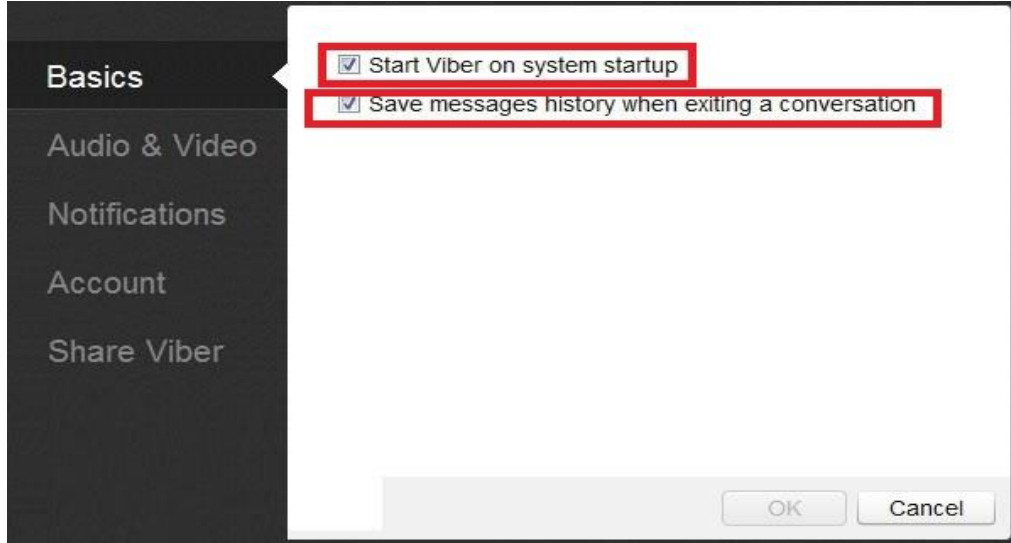 Basics
Audio & Video
Notifications
Account
Share Viber
Start Viber on system startup
Save messages history when exiting a conversation
OK
Cancel